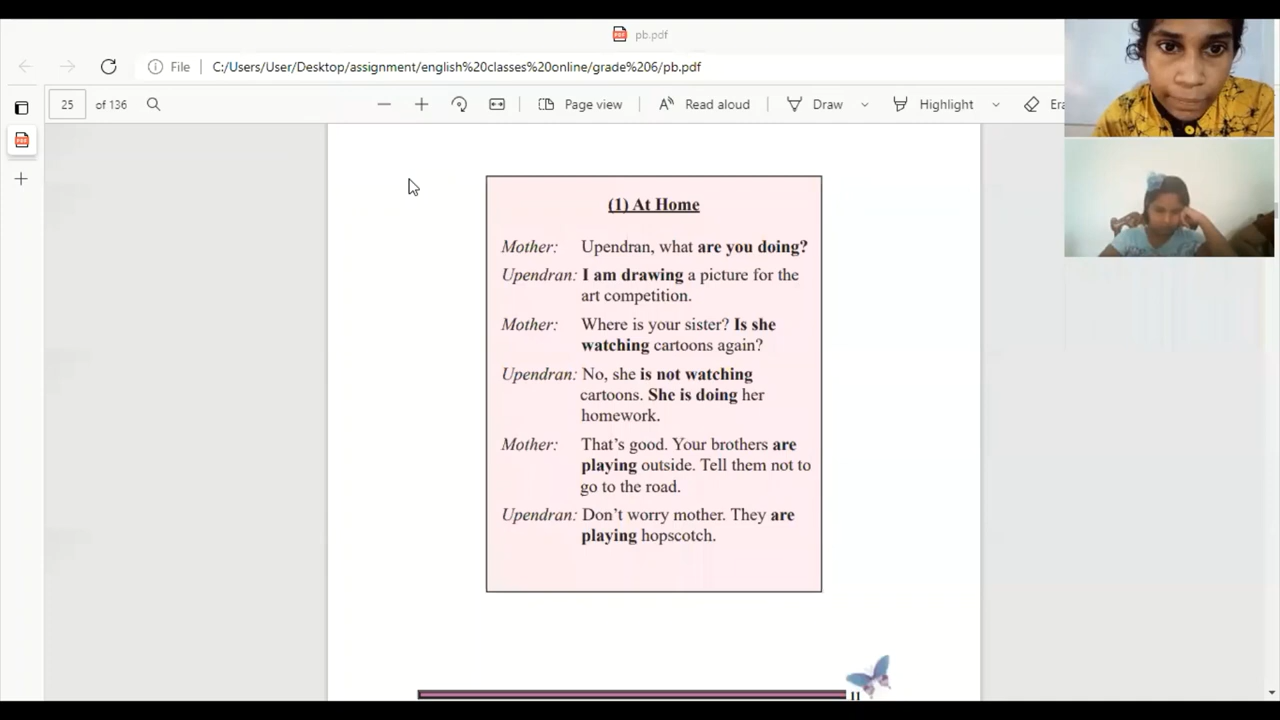 pb.pdf
File
C:/Users/User/Desktop/assignment/english%20classes%20online/grade%206/pb.pdf
25 of 136
Page view
Read aloud
Draw
Highlight
(1) At Home
Mother: Upendran, what are you doing?
Upendran: I am drawing a picture for the
art competition.
Mother: Where is your sister? Is she
watching cartoons again?
Upendran: No, she is not watching
cartoons. She is doing her
homework.
Mother: That's good. Your brothers are
playing outside. Tell them not to
go to the road.
Upendran: Don't worry mother. They are
playing hopscotch.
11